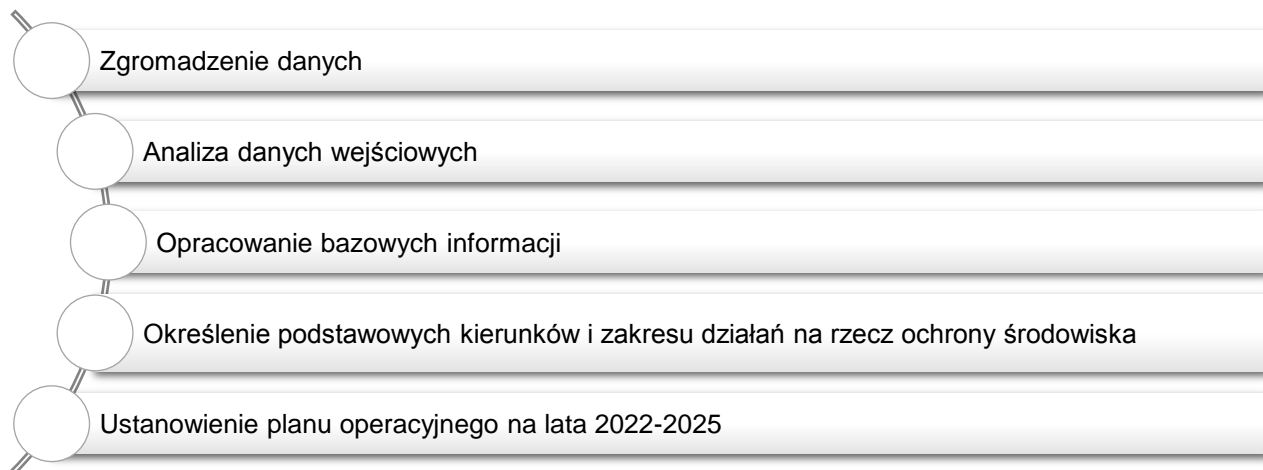 Zgromadzenie danych
Analiza danych wejściowych
Opracowanie bazowych informacji
Określenie podstawowych kierunków i zakresu działań na rzecz ochrony środowiska
Ustanowienie planu operacyjnego na lata 2022-2025